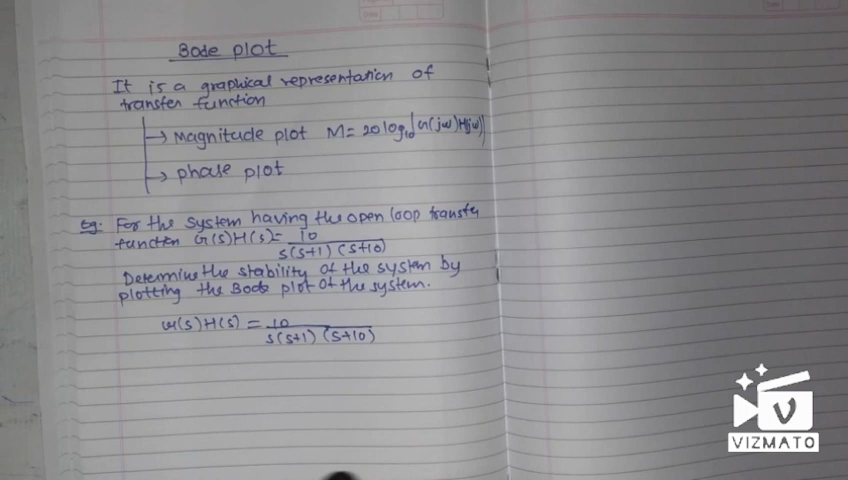 Bode plot
It is a graphical representation of
transfer function
→ Magnitude plot M= 20 log₁₀|G(jω)H(jω)|
→ phase plot
Eg: For the system having the open loop transfer
function G(s)H(s)= 10
s(s+1) (s+10)
Determine the stability of the system by
plotting the Bode plot of the system.
G(s)H(s) = 10
s(s+1) (s+10)
Date
VIZMATO